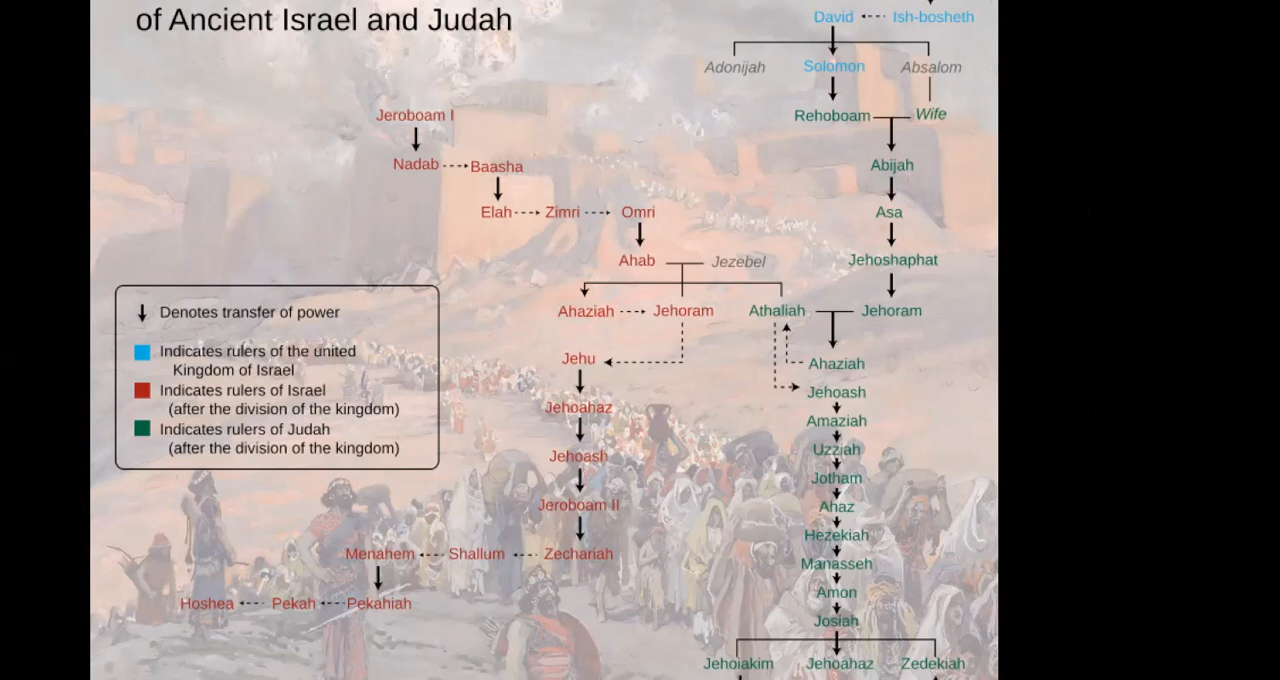 of Ancient Israel and Judah
David Ish-bosheth
Adonijah Solomon Absalom
Jeroboam I Rehoboam Wife
Nadab Baasha Abijah
Elah Zimri Omri Asa
Ahab Jezebel Jehoshaphat
Ahaziah Jehoram Athaliah Jehoram
Denotes transfer of power
Indicates rulers of the united
Kingdom of Israel
Indicates rulers of Israel
(after the division of the kingdom)
Indicates rulers of Judah
(after the division of the kingdom)
Jehu Ahaziah
Jehoash
Jehoahaz
Amaziah
Jehoash Uzziah
Jotham
Jeroboam II Ahaz
Hezekiah
Menahem Shallum Zechariah
Manasseh
Amon
Hoshea Pekah Pekahiah
Josiah
Jehoiakim Jehoahaz Zedekiah